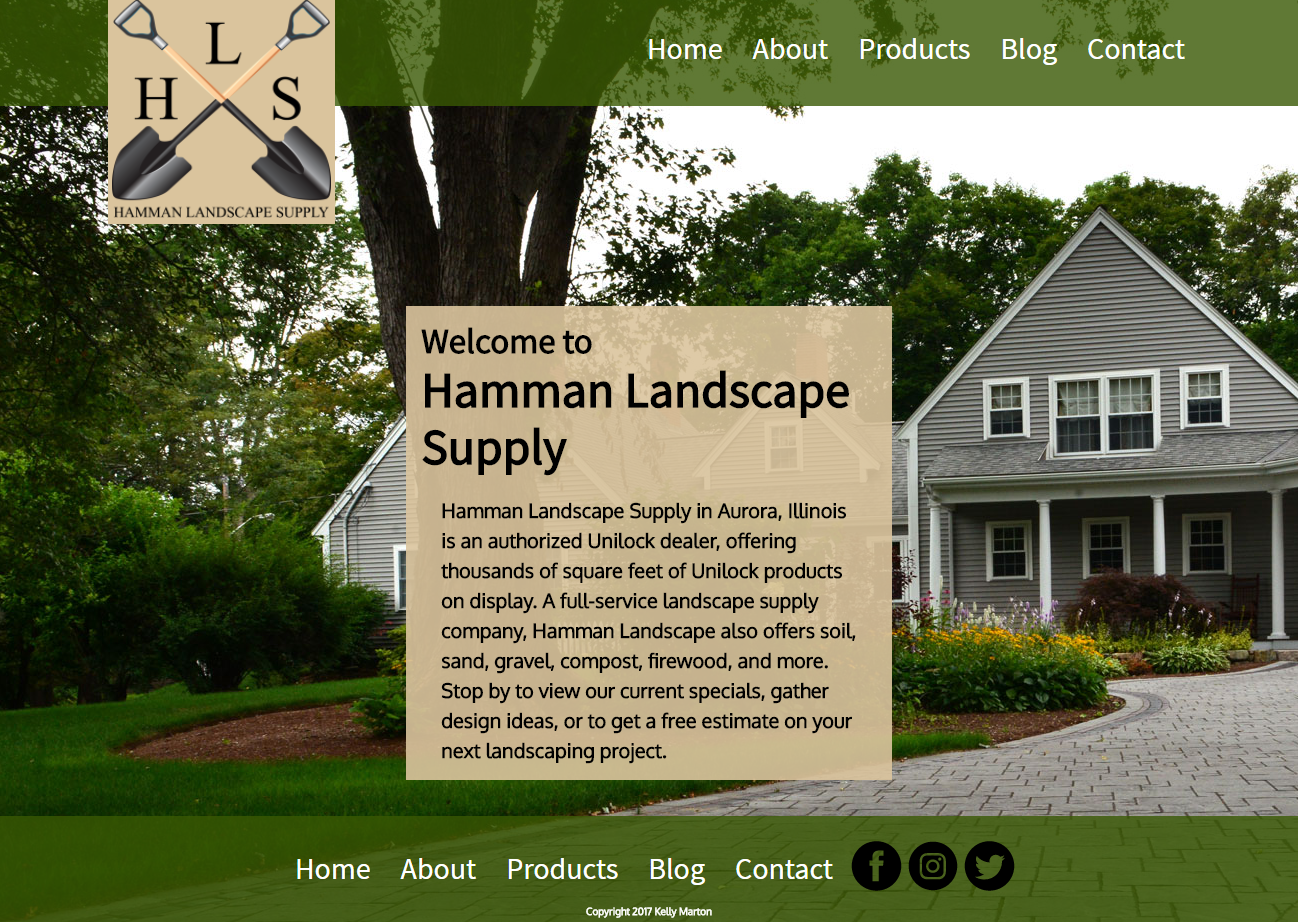 L
H S
HAMMAN LANDSCAPE SUPPLY
Home About Products Blog Contact
Welcome to
Hamman Landscape
Supply
Hamman Landscape Supply in Aurora, Illinois
is an authorized Unilock dealer, offering
thousands of square feet of Unilock products
on display. A full-service landscape supply
company, Hamman Landscape also offers soil,
sand, gravel, compost, firewood, and more.
Stop by to view our current specials, gather
design ideas, or to get a free estimate on your
next landscaping project.
Home About Products Blog Contact
Copyright 2017 Kelly Marton